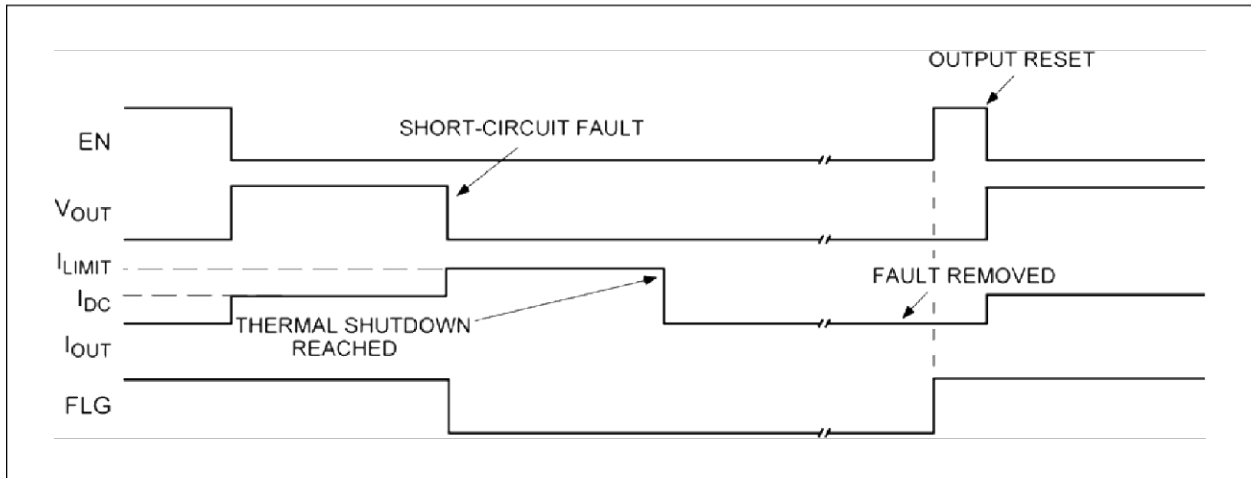 OUTPUT RESET
EN
SHORT-CIRCUIT FAULT
VOUT
ILIMIT
FAULT REMOVED
IDC
THERMAL SHUTDOWN
REACHED
IOUT
FLG